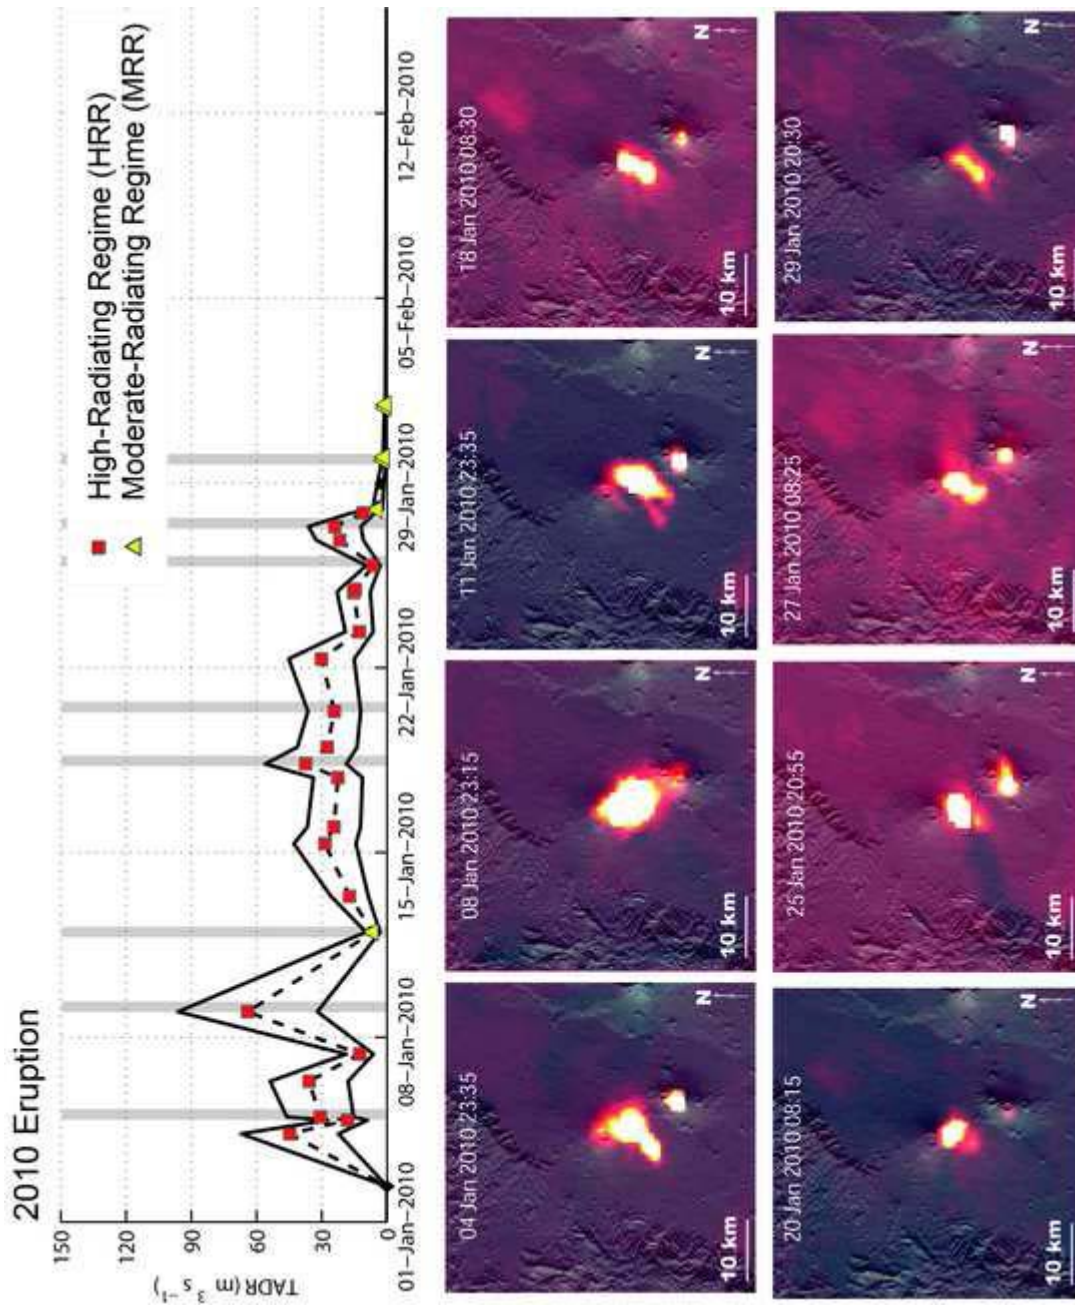 2010 Eruption
High-Radiating Regime (HRR)
Moderate-Radiating Regime (MRR)
TADR (m³ s⁻¹)
150
120
90
60
30
0
01-Jan-2010
08-Jan-2010
15-Jan-2010
22-Jan-2010
29-Jan-2010
05-Feb-2010
12-Feb-2010
04 Jan 2010 23:35
N
10 km
08 Jan 2010 23:15
N
10 km
11 Jan 2010 23:35
N
10 km
18 Jan 2010 08:30
N
10 km
20 Jan 2010 08:15
N
10 km
25 Jan 2010 20:55
N
10 km
27 Jan 2010 08:25
N
10 km
29 Jan 2010 20:30
N
10 km